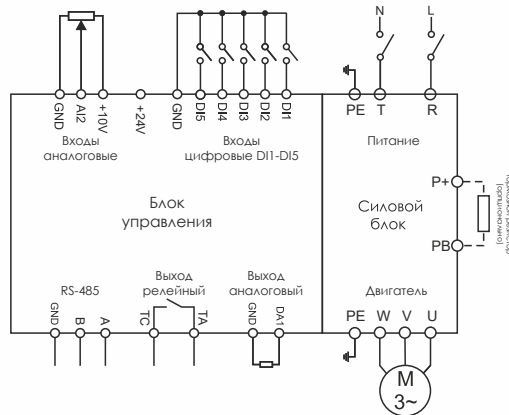 N L
GND AI2 +10V +24V GND DI5 DI4 DI3 DI2 DI1 PE T R
Входы
аналоговые
Входы
цифровые DI1-DI5
Питание
Блок
управления
Силовой
блок
P+
PB
(опционально)
RS-485
Выход
релейный
Выход
аналоговый
Двигатель
GND B A TC TA GND DA1 PE W V U
M
3~